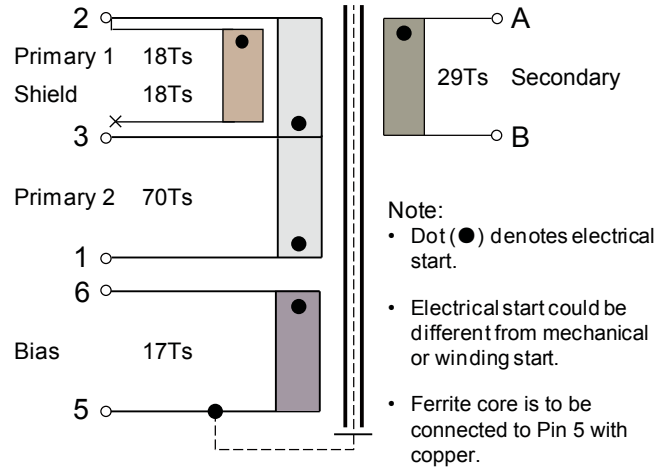 2
Primary 1 18Ts
Shield 18Ts
3
Primary 2 70Ts
1
6
Bias 17Ts
5
A
29Ts Secondary
B
Note:
• Dot (●) denotes electrical
start.
• Electrical start could be
different from mechanical
or winding start.
• Ferrite core is to be
connected to Pin 5 with
copper.